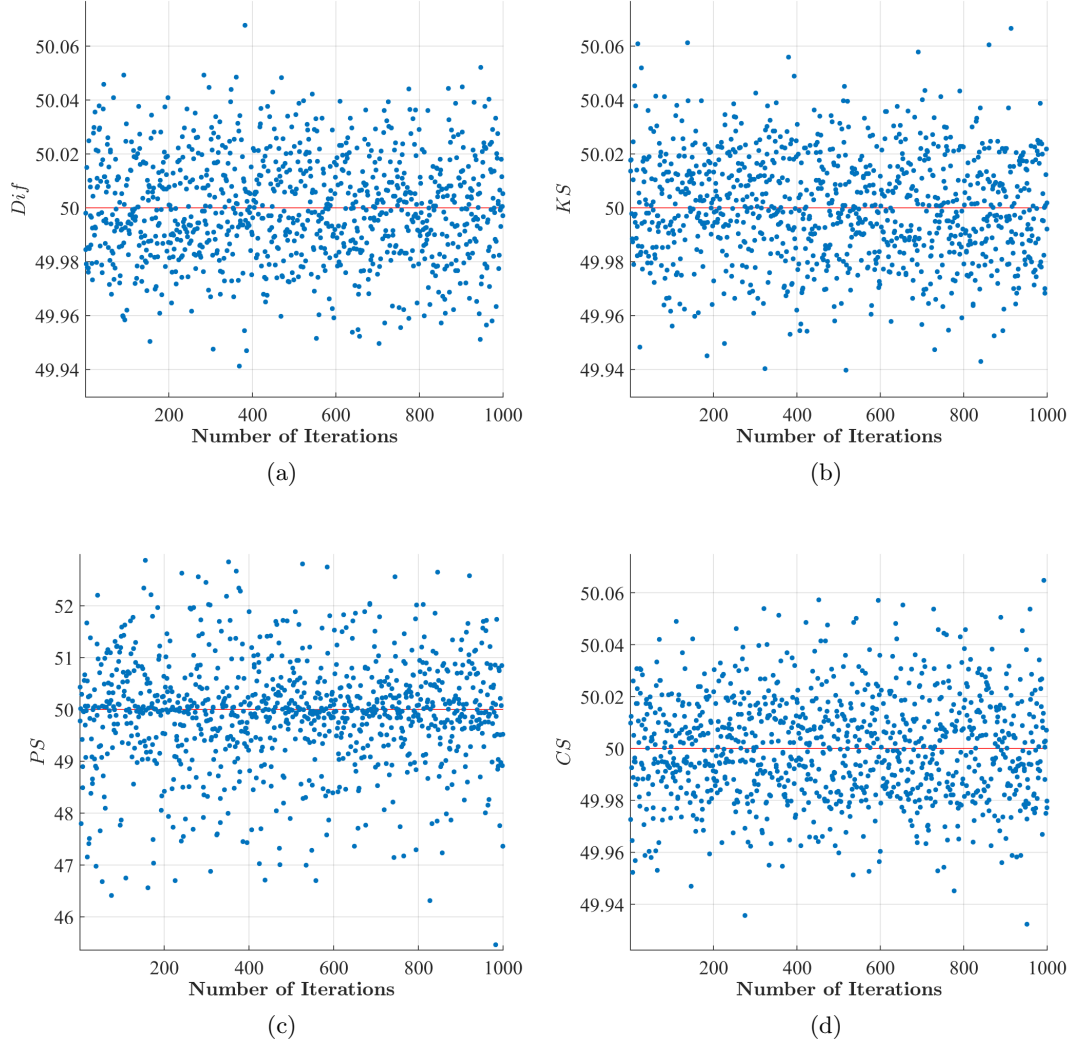 50.06
50.04
50.02
50
49.98
49.96
49.94
Dif
200 400 600 800 1000
Number of Iterations
(a)
50.06
50.04
50.02
50
49.98
49.96
49.94
KS
200 400 600 800 1000
Number of Iterations
(b)
52
51
50
49
48
47
46
PS
200 400 600 800 1000
Number of Iterations
(c)
50.06
50.04
50.02
50
49.98
49.96
49.94
CS
200 400 600 800 1000
Number of Iterations
(d)